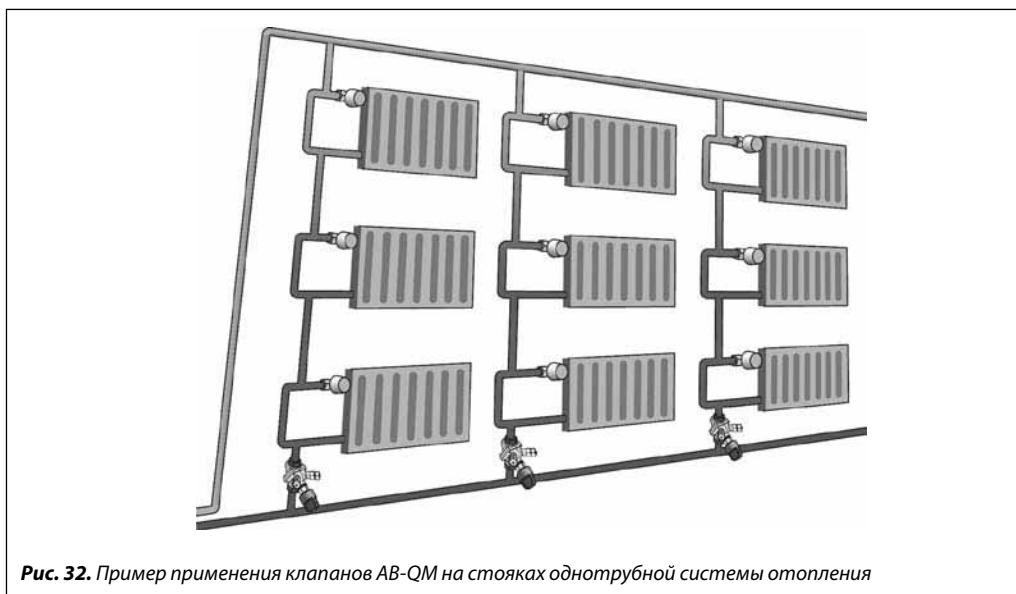 Рис. 32. Пример применения клапанов AB-QM на стояках однотрубной системы отопления